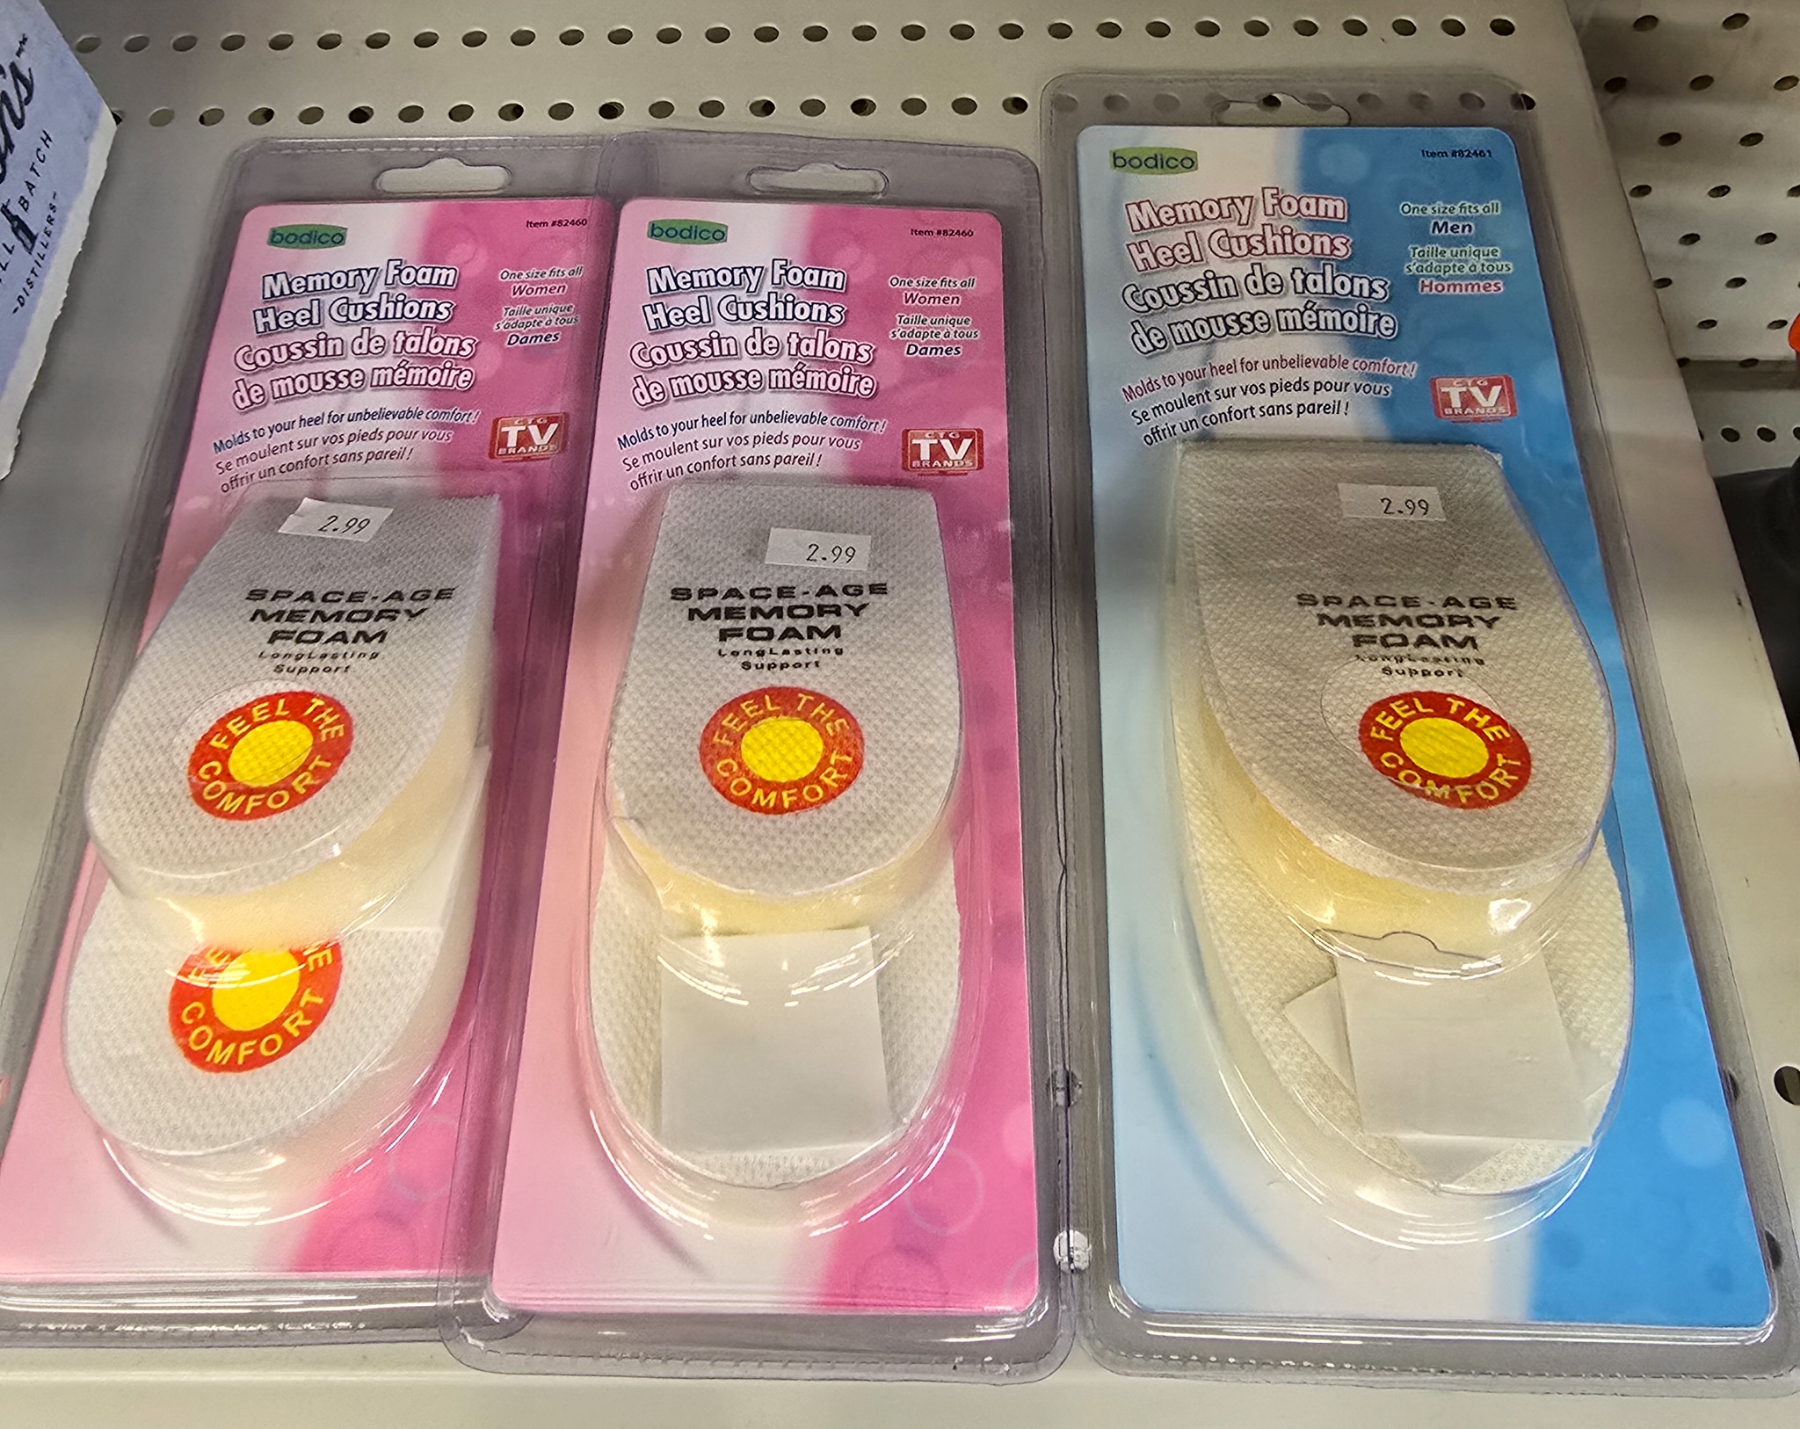 BATCH
-DISTILLERS-
bodico
Item #82460
Memory Foam
Heel Cushions
Coussin de talons
de mousse mémoire
One size fits all
Women
Taille unique
s'adapte à tous
Dames
Molds to your heel for unbelievable comfort!
Se moulent sur vos pieds pour vous
offrir un confort sans pareil !
CTG
TV
BRANDS
2.99
SPACE-AGE
MEMORY
FOAM
LongLasting
Support
FEEL THE
COMFORT
COMFORT
bodico
Item #82460
Memory Foam
Heel Cushions
Coussin de talons
de mousse mémoire
One size fits all
Women
Taille unique
s'adapte à tous
Dames
Molds to your heel for unbelievable comfort!
Se moulent sur vos pieds pour vous
offrir un confort sans pareil !
CTG
TV
BRANDS
2.99
SPACE-AGE
MEMORY
FOAM
LongLasting
Support
FEEL THE
COMFORT
bodico
Item #82461
Memory Foam
Heel Cushions
Coussin de talons
de mousse mémoire
One size fits all
Men
Taille unique
s'adapte à tous
Hommes
Molds to your heel for unbelievable comfort!
Se moulent sur vos pieds pour vous
offrir un confort sans pareil !
CTG
TV
BRANDS
2.99
SPACE-AGE
MEMORY
FOAM
LongLasting
Support
FEEL THE
COMFORT